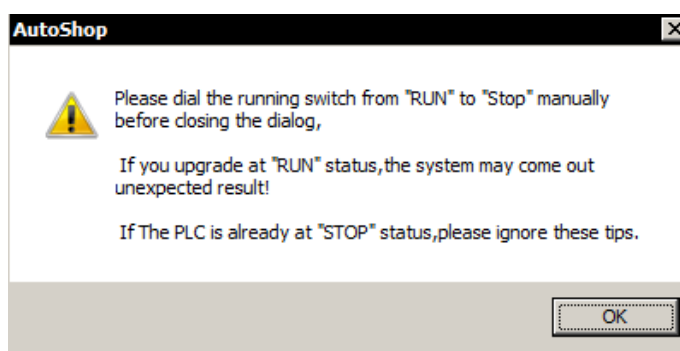 AutoShop
Please dial the running switch from "RUN" to "Stop" manually
before closing the dialog,
If you upgrade at "RUN" status,the system may come out
unexpected result!
If The PLC is already at "STOP" status,please ignore these tips.
OK